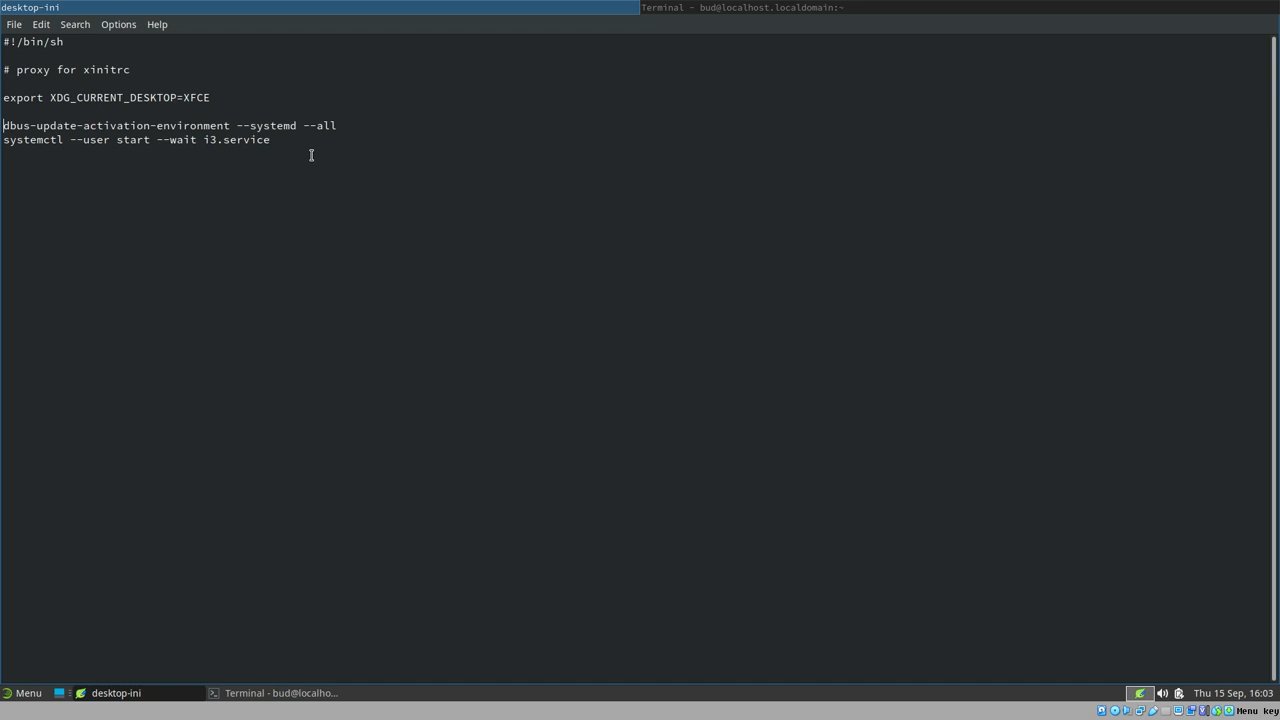 desktop-ini
Terminal - bud@localhost.localdomain:~
File Edit Search Options Help
#!/bin/sh
# proxy for xinitrc
export XDG_CURRENT_DESKTOP=XFCE
dbus-update-activation-environment --systemd --all
systemctl --user start --wait i3.service
Menu desktop-ini Terminal - bud@localho... Thu 15 Sep, 16:03
Menu key